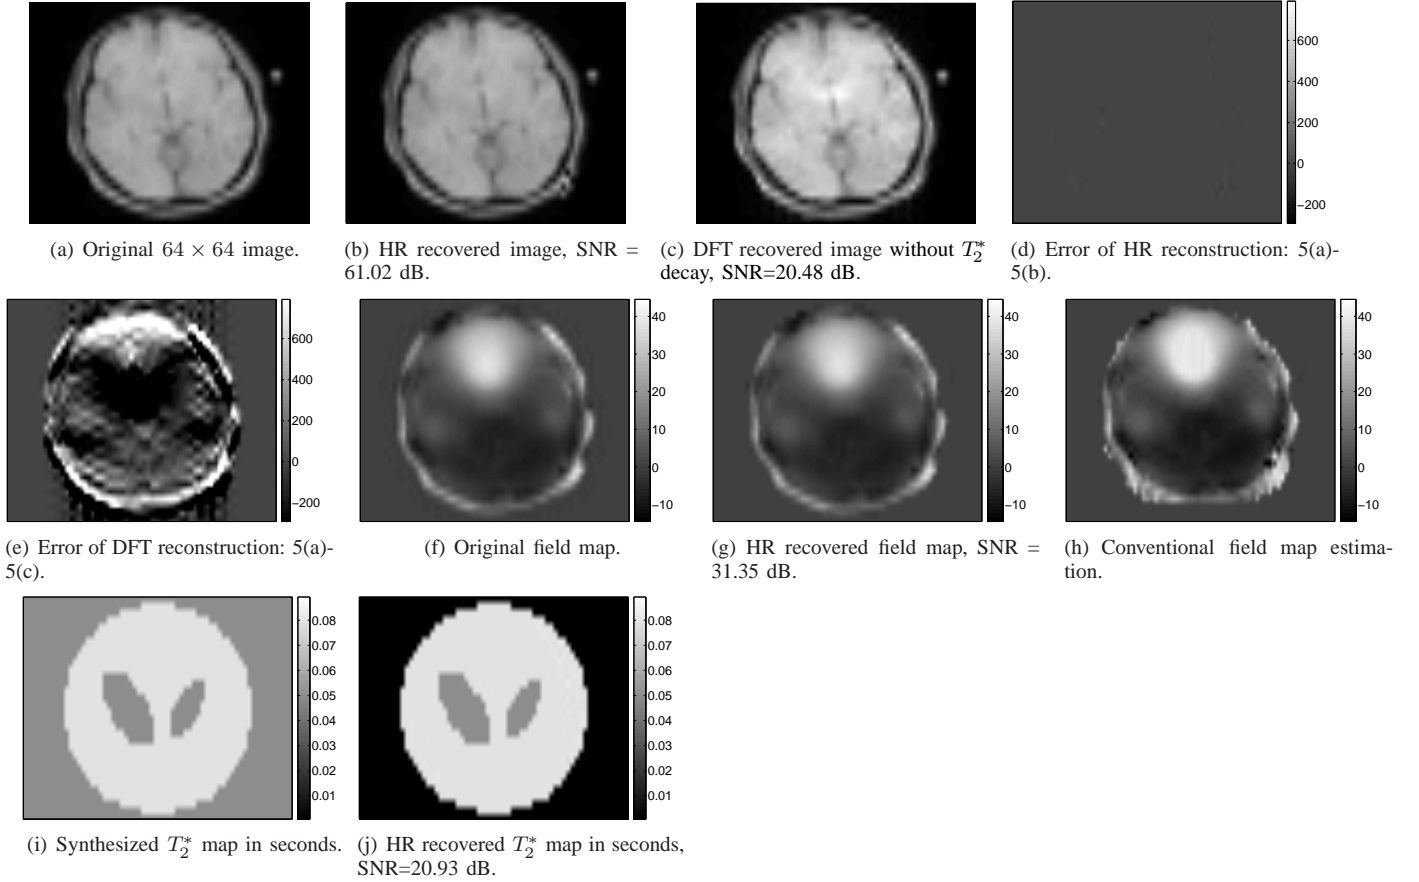 600
400
200
0
−200
(a) Original 64 × 64 image.
(b) HR recovered image, SNR =
61.02 dB.
(c) DFT recovered image without T₂*
decay, SNR=20.48 dB.
(d) Error of HR reconstruction: 5(a)-
5(b).
600
400
200
0
−200
40
30
20
10
0
−10
40
30
20
10
0
−10
40
30
20
10
0
−10
(e) Error of DFT reconstruction: 5(a)-
5(c).
(f) Original field map.
(g) HR recovered field map, SNR =
31.35 dB.
(h) Conventional field map estima-
tion.
0.08
0.07
0.06
0.05
0.04
0.03
0.02
0.01
0.08
0.07
0.06
0.05
0.04
0.03
0.02
0.01
(i) Synthesized T₂* map in seconds.
(j) HR recovered T₂* map in seconds,
SNR=20.93 dB.